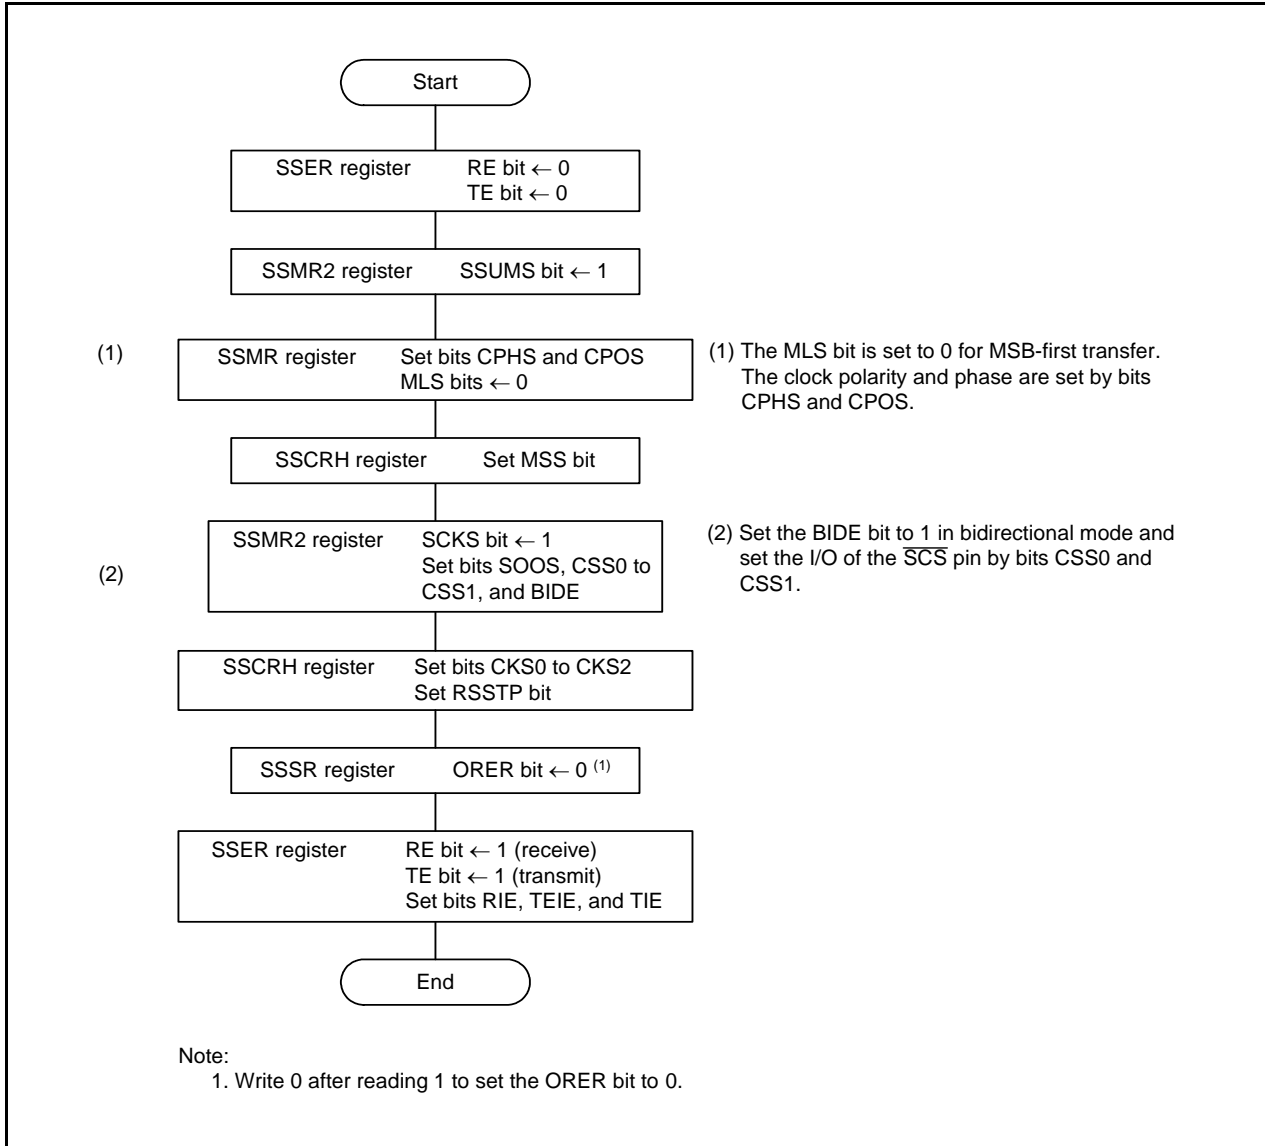 Start
SSER register RE bit ← 0
TE bit ← 0
SSMR2 register SSUMS bit ← 1
(1) SSMR register Set bits CPHS and CPOS
MLS bits ← 0
(1) The MLS bit is set to 0 for MSB-first transfer.
The clock polarity and phase are set by bits
CPHS and CPOS.
SSCRH register Set MSS bit
(2) SSMR2 register SCKS bit ← 1
Set bits SOOS, CSS0 to
CSS1, and BIDE
(2) Set the BIDE bit to 1 in bidirectional mode and
set the I/O of the S̅C̅S̅ pin by bits CSS0 and
CSS1.
SSCRH register Set bits CKS0 to CKS2
Set RSSTP bit
SSSR register ORER bit ← 0 (1)
SSER register RE bit ← 1 (receive)
TE bit ← 1 (transmit)
Set bits RIE, TEIE, and TIE
End
Note:
1. Write 0 after reading 1 to set the ORER bit to 0.